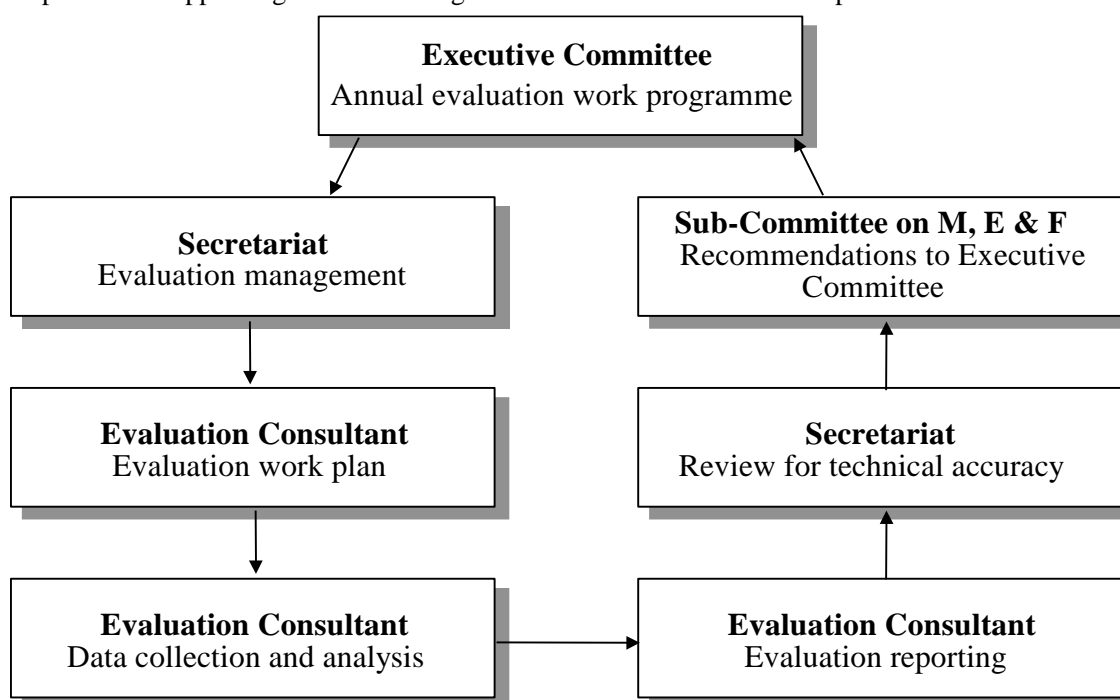 Executive Committee
Annual evaluation work programme
Secretariat
Evaluation management
Sub-Committee on M, E & F
Recommendations to Executive
Committee
Evaluation Consultant
Evaluation work plan
Secretariat
Review for technical accuracy
Evaluation Consultant
Data collection and analysis
Evaluation Consultant
Evaluation reporting